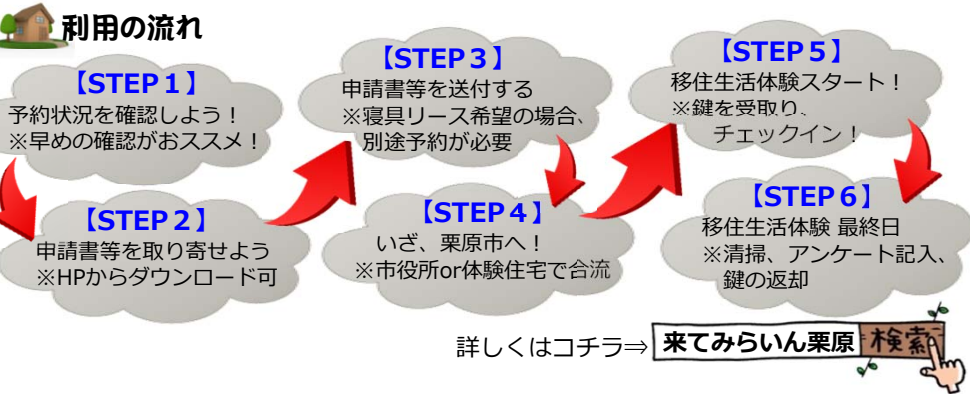 利用の流れ
【STEP1】
予約状況を確認しよう！
※早めの確認がおススメ！
【STEP2】
申請書等を取り寄せよう
※HPからダウンロード可
【STEP3】
申請書等を送付する
※寝具リース希望の場合、
別途予約が必要
【STEP4】
いざ、栗原市へ！
※市役所or体験住宅で合流
【STEP5】
移住生活体験スタート！
※鍵を受取り、
チェックイン！
【STEP6】
移住生活体験 最終日
※清掃、アンケート記入、
鍵の返却
詳しくはコチラ⇒ 来てみらいん栗原 検索